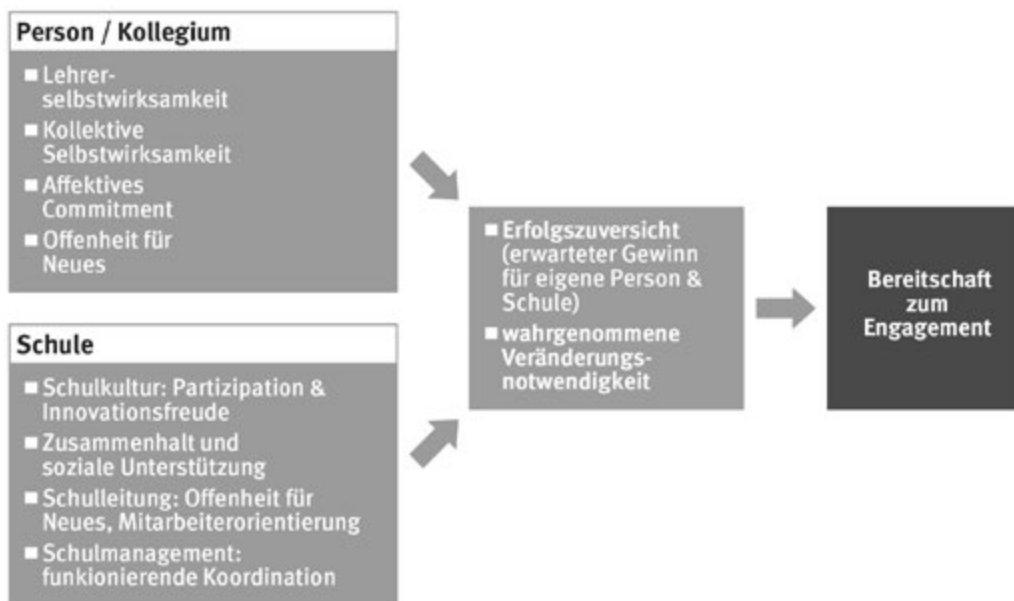 Person / Kollegium
■ Lehrer-
selbstwirksamkeit
■ Kollektive
Selbstwirksamkeit
■ Affektives
Commitment
■ Offenheit für
Neues
Schule
■ Schulkultur: Partizipation &
Innovationsfreude
■ Zusammenhalt und
soziale Unterstützung
■ Schulleitung: Offenheit für
Neues, Mitarbeiterorientierung
■ Schulmanagement:
funkionierende Koordination
■ Erfolgszuversicht
(erwarteter Gewinn
für eigene Person &
Schule)
■ wahrgenommene
Veränderungs-
notwendigkeit
Bereitschaft
zum
Engagement